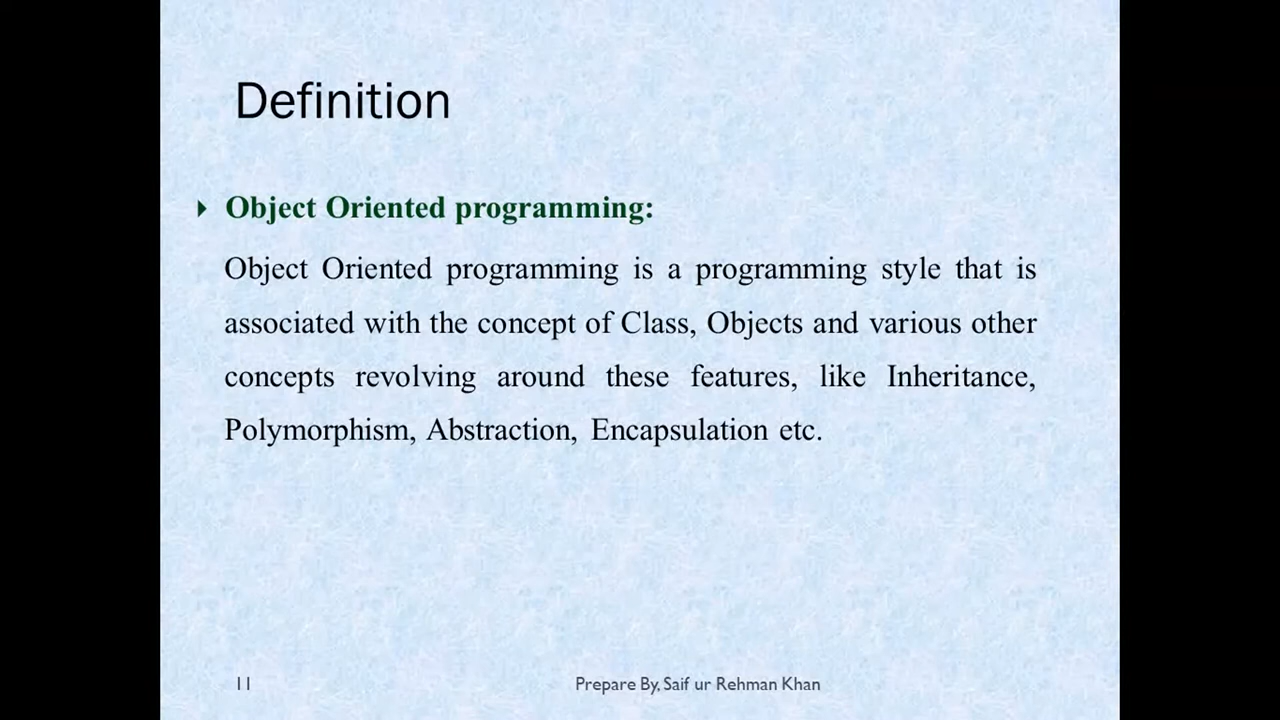 Definition
Object Oriented programming:
Object Oriented programming is a programming style that is
associated with the concept of Class, Objects and various other
concepts revolving around these features, like Inheritance,
Polymorphism, Abstraction, Encapsulation etc.
11
Prepare By, Saif ur Rehman Khan